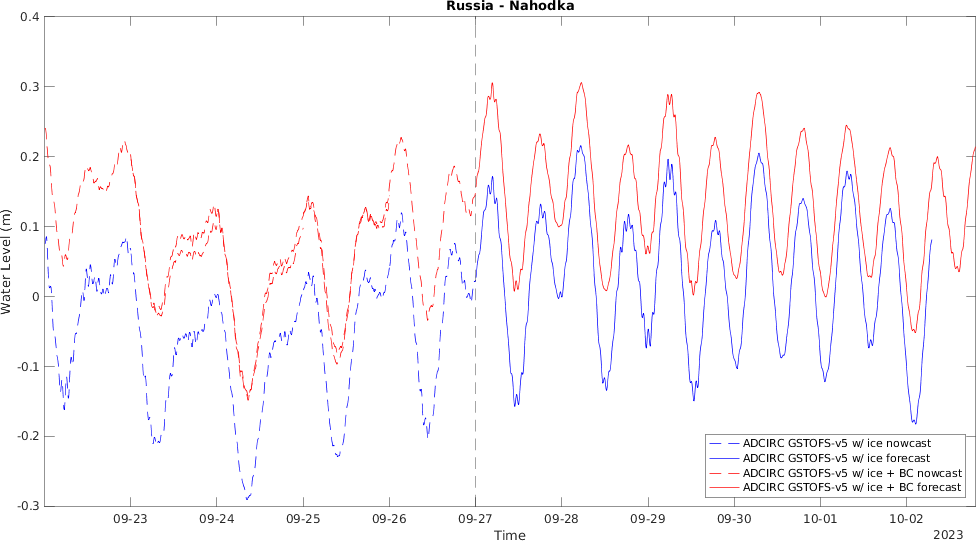 Russia - Nahodka
0.4
0.3
0.2
0.1
0
-0.1
-0.2
-0.3
Water Level (m)
09-23 09-24 09-25 09-26 09-27 09-28 09-29 09-30 10-01 10-02
Time
2023
ADCIRC GSTOFS-v5 w/ ice nowcast
ADCIRC GSTOFS-v5 w/ ice forecast
ADCIRC GSTOFS-v5 w/ ice + BC nowcast
ADCIRC GSTOFS-v5 w/ ice + BC forecast